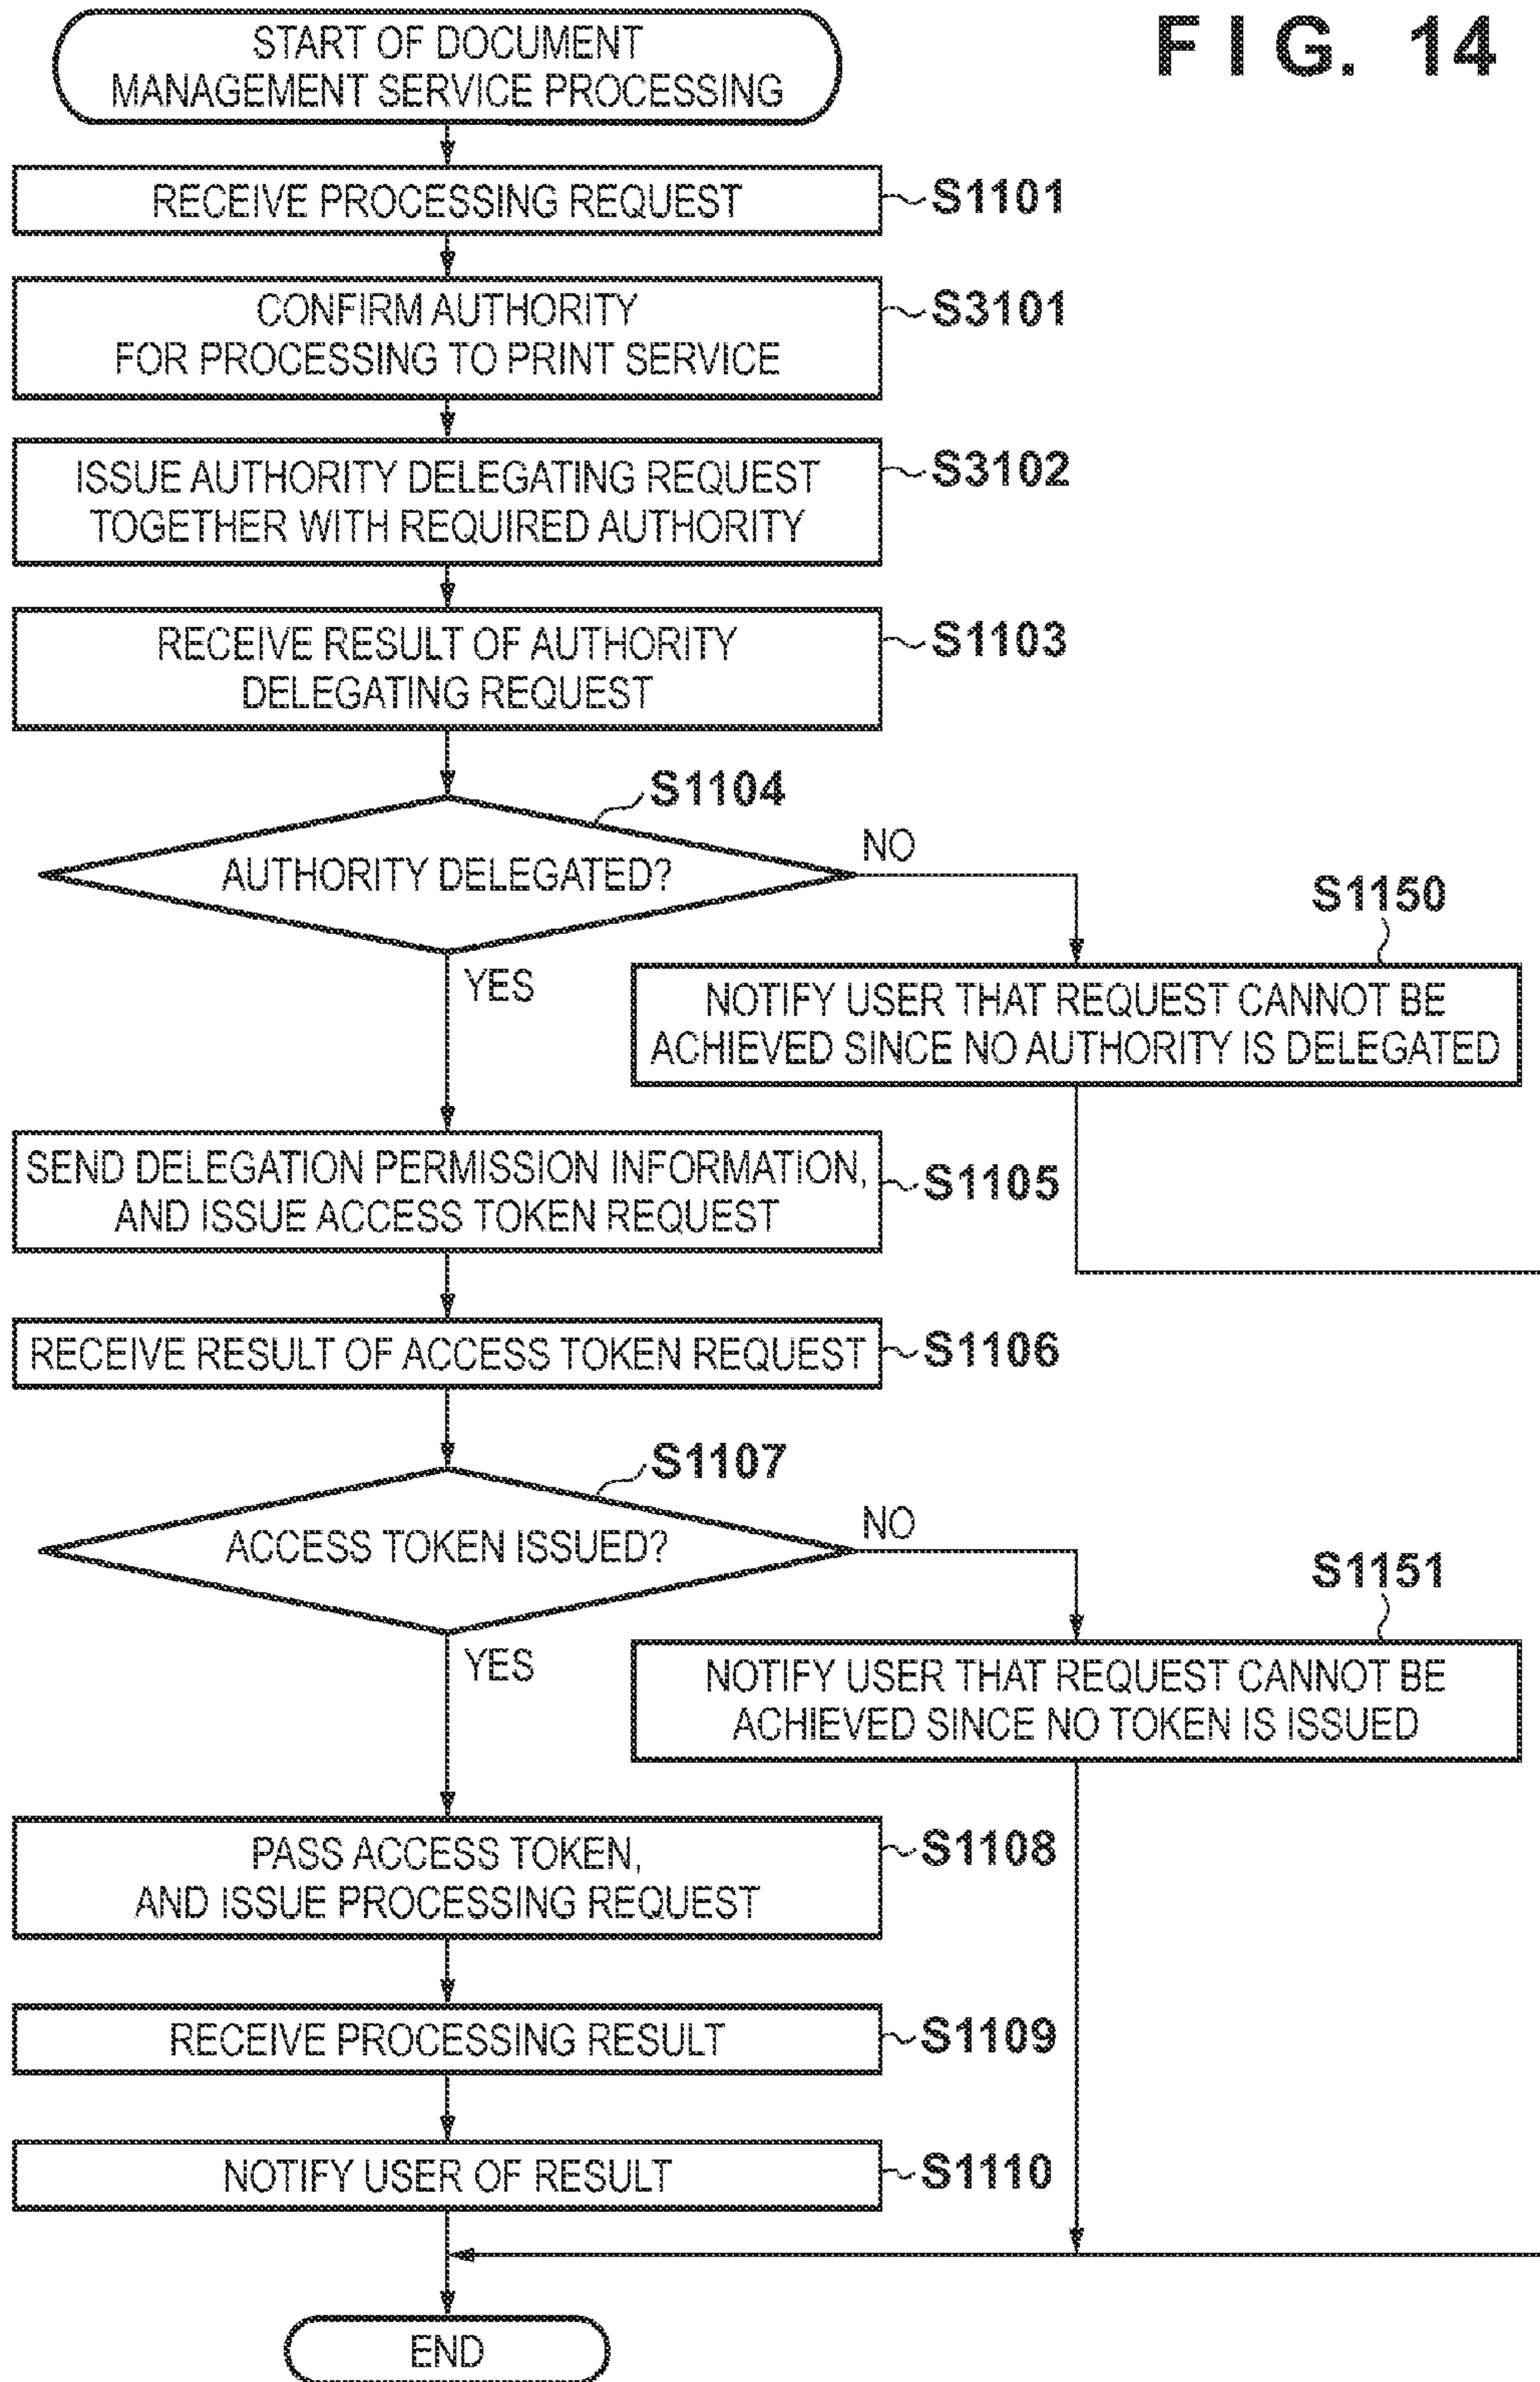 FIG. 14
START OF DOCUMENT
MANAGEMENT SERVICE PROCESSING
RECEIVE PROCESSING REQUEST
S1101
CONFIRM AUTHORITY
FOR PROCESSING TO PRINT SERVICE
S3101
ISSUE AUTHORITY DELEGATING REQUEST
TOGETHER WITH REQUIRED AUTHORITY
S3102
RECEIVE RESULT OF AUTHORITY
DELEGATING REQUEST
S1103
S1104
AUTHORITY DELEGATED?
NO
YES
S1150
NOTIFY USER THAT REQUEST CANNOT BE
ACHIEVED SINCE NO AUTHORITY IS DELEGATED
SEND DELEGATION PERMISSION INFORMATION,
AND ISSUE ACCESS TOKEN REQUEST
S1105
RECEIVE RESULT OF ACCESS TOKEN REQUEST
S1106
S1107
ACCESS TOKEN ISSUED?
NO
YES
S1151
NOTIFY USER THAT REQUEST CANNOT BE
ACHIEVED SINCE NO TOKEN IS ISSUED
PASS ACCESS TOKEN,
AND ISSUE PROCESSING REQUEST
S1108
RECEIVE PROCESSING RESULT
S1109
NOTIFY USER OF RESULT
S1110
END